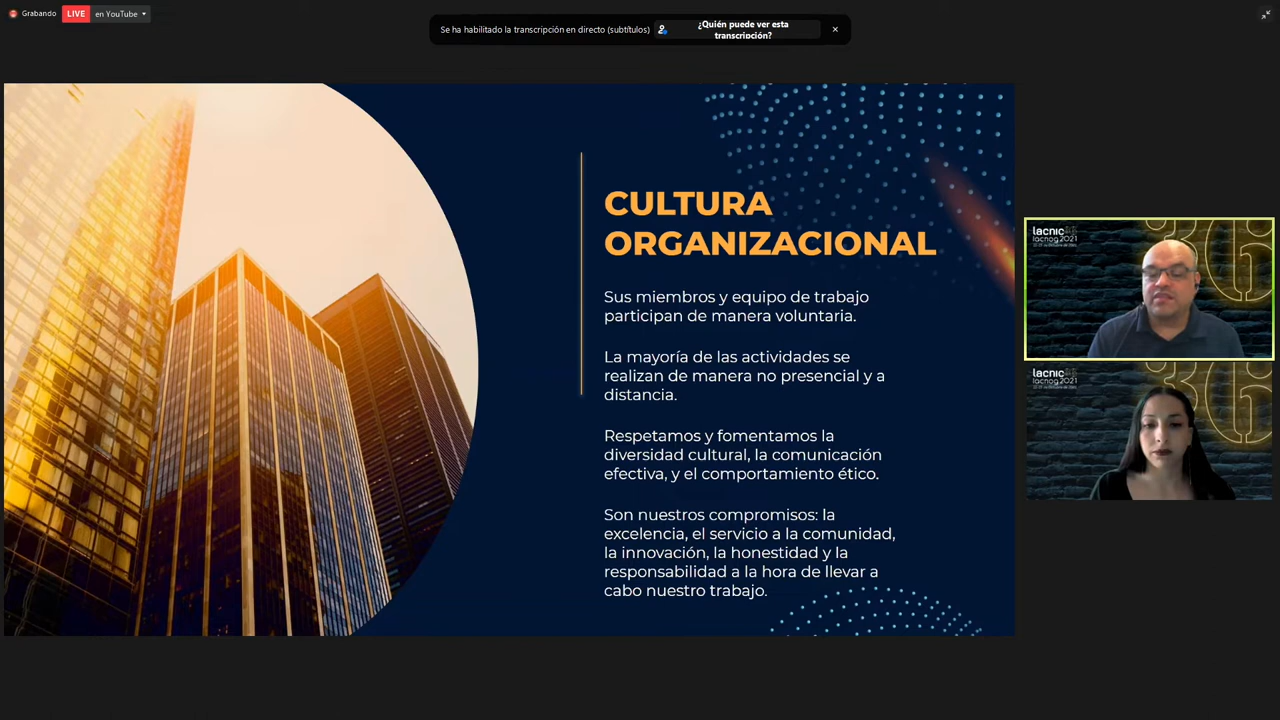 Grabando
LIVE
en YouTube
Se ha habilitado la transcripción en directo (subtítulos)
¿Quién puede ver esta
transcripción?
CULTURA
ORGANIZACIONAL
Sus miembros y equipo de trabajo
participan de manera voluntaria.
La mayoría de las actividades se
realizan de manera no presencial y a
distancia.
Respetamos y fomentamos la
diversidad cultural, la comunicación
efectiva, y el comportamiento ético.
Son nuestros compromisos: la
excelencia, el servicio a la comunidad,
la innovación, la honestidad y la
responsabilidad a la hora de llevar a
cabo nuestro trabajo.
lacnic36
lacnog2021
lacnic36
lacnog2021